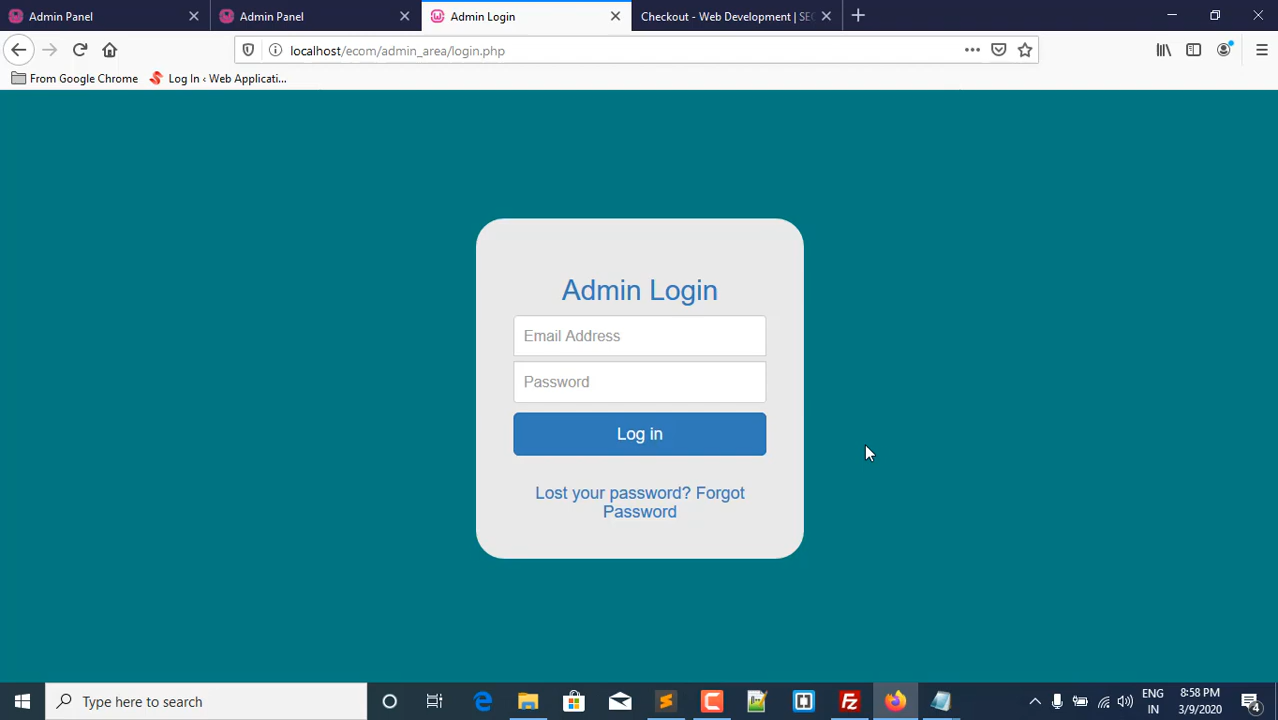 Admin Panel
Admin Panel
Admin Login
Checkout - Web Development | SEO
localhost/ecom/admin_area/login.php
From Google Chrome
Log In ‹ Web Applicati...
Admin Login
Email Address
Password
Log in
Lost your password? Forgot
Password
Type here to search
ENG
IN
8:58 PM
3/9/2020
4